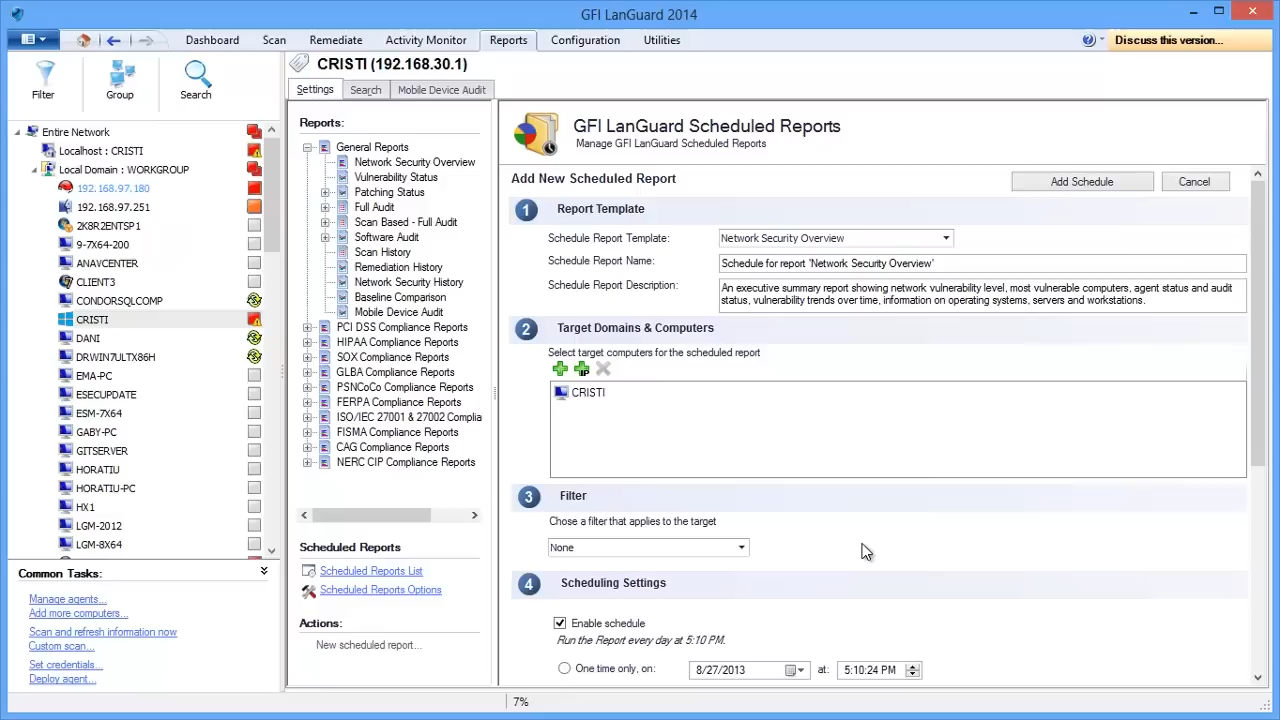 GFI LanGuard 2014
Dashboard Scan Remediate Activity Monitor Reports Configuration Utilities Discuss this version...
Filter Group Search
Entire Network
Localhost : CRISTI
Local Domain : WORKGROUP
192.168.97.180
192.168.97.251
2K8R2ENTSP1
9-7X64-200
ANAVCENTER
CLIENT3
CONDORSQLCOMP
CRISTI
DANI
DRWIN7ULTX86H
EMA-PC
ESECUPDATE
ESM-7X64
GABY-PC
GITSERVER
HORATIU
HORATIU-PC
HX1
LGM-2012
LGM-8X64
Common Tasks:
Manage agents...
Add more computers...
Scan and refresh information now
Custom scan...
Set credentials...
Deploy agent...
CRISTI (192.168.30.1)
Settings Search Mobile Device Audit
Reports:
General Reports
Network Security Overview
Vulnerability Status
Patching Status
Full Audit
Scan Based - Full Audit
Software Audit
Scan History
Remediation History
Network Security History
Baseline Comparison
Mobile Device Audit
PCI DSS Compliance Reports
HIPAA Compliance Reports
SOX Compliance Reports
GLBA Compliance Reports
PSNCoCo Compliance Reports
FERPA Compliance Reports
ISO/IEC 27001 & 27002 Complia
FISMA Compliance Reports
CAG Compliance Reports
NERC CIP Compliance Reports
Scheduled Reports
Scheduled Reports List
Scheduled Reports Options
Actions:
New scheduled report...
GFI LanGuard Scheduled Reports
Manage GFI LanGuard Scheduled Reports
Add New Scheduled Report
Add Schedule Cancel
1 Report Template
Schedule Report Template: Network Security Overview
Schedule Report Name: Schedule for report 'Network Security Overview'
Schedule Report Description: An executive summary report showing network vulnerability level, most vulnerable computers, agent status and audit
status, vulnerability trends over time, information on operating systems, servers and workstations.
2 Target Domains & Computers
Select target computers for the scheduled report
IP
CRISTI
3 Filter
Chose a filter that applies to the target
None
4 Scheduling Settings
Enable schedule
Run the Report every day at 5:10 PM.
One time only, on: 8/27/2013 at: 5:10:24 PM
7%